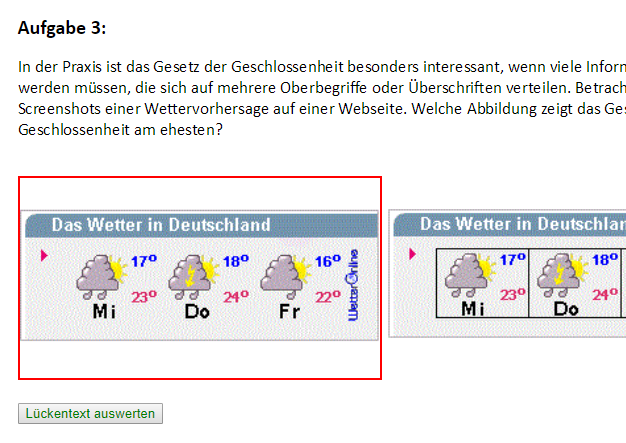 Aufgabe 3:
In der Praxis ist das Gesetz der Geschlossenheit besonders interessant, wenn viele Inform
werden müssen, die sich auf mehrere Oberbegriffe oder Überschriften verteilen. Betrach
Screenshots einer Wettervorhersage auf einer Webseite. Welche Abbildung zeigt das Ges
Geschlossenheit am ehesten?
Das Wetter in Deutschland
17° 18° 16°
23° 24° 22°
Mi Do Fr
WetterOnline
Das Wetter in Deutschlan
17° 18°
23° 24°
Mi Do
Lückentext auswerten